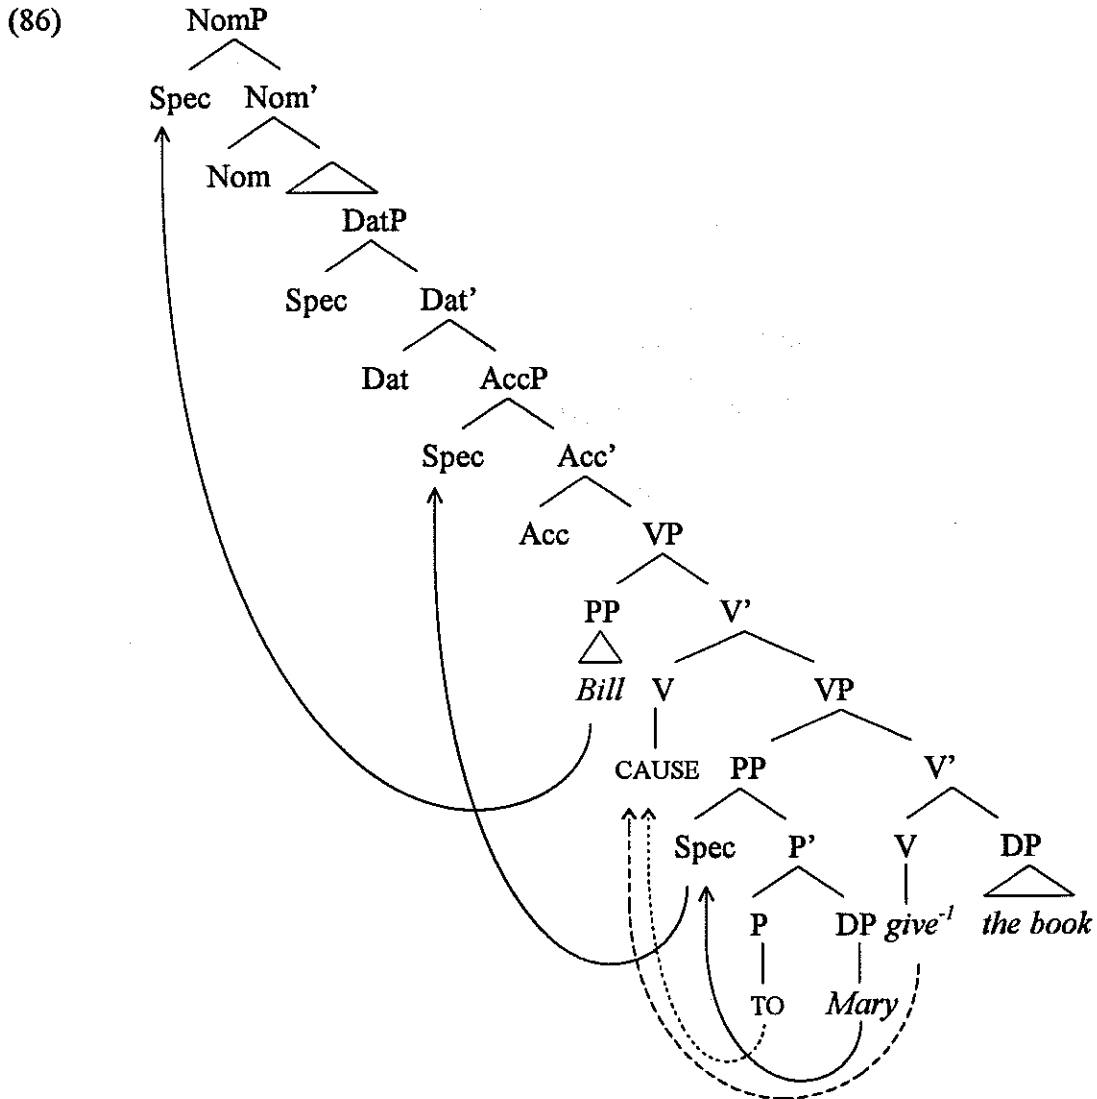 (86) NomP
Spec Nom’
Nom
DatP
Spec Dat’
Dat AccP
Spec Acc’
Acc VP
PP V’
Bill V VP
CAUSE PP V’
Spec P’ V DP
P DP give-1 the book
TO Mary